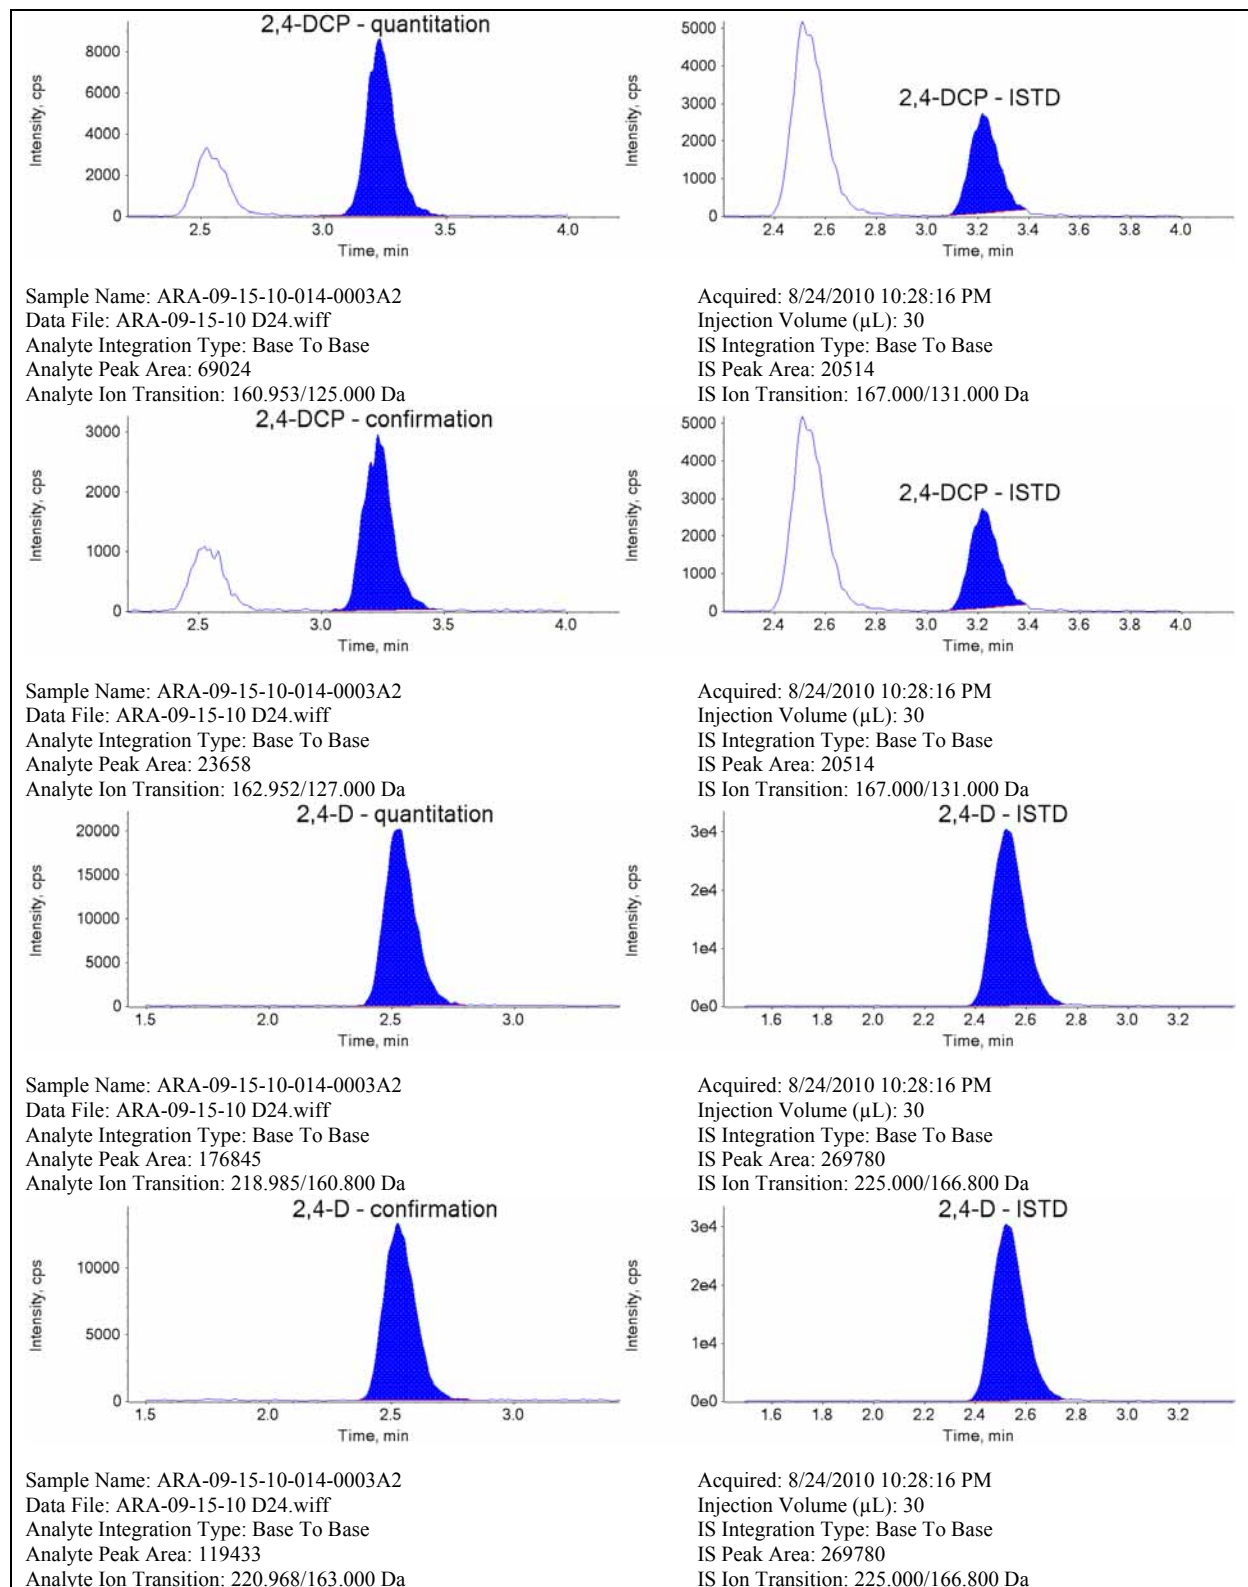 2,4-DCP - quantitation
Intensity, cps
8000
6000
4000
2000
0
2.5 3.0 3.5 4.0
Time, min
2,4-DCP - ISTD
Intensity, cps
5000
4000
3000
2000
1000
0
2.4 2.6 2.8 3.0 3.2 3.4 3.6 3.8 4.0
Time, min
Sample Name: ARA-09-15-10-014-0003A2
Data File: ARA-09-15-10 D24.wiff
Analyte Integration Type: Base To Base
Analyte Peak Area: 69024
Analyte Ion Transition: 160.953/125.000 Da
Acquired: 8/24/2010 10:28:16 PM
Injection Volume (µL): 30
IS Integration Type: Base To Base
IS Peak Area: 20514
IS Ion Transition: 167.000/131.000 Da
2,4-DCP - confirmation
Intensity, cps
3000
2000
1000
0
2.5 3.0 3.5 4.0
Time, min
2,4-DCP - ISTD
Intensity, cps
5000
4000
3000
2000
1000
0
2.4 2.6 2.8 3.0 3.2 3.4 3.6 3.8 4.0
Time, min
Sample Name: ARA-09-15-10-014-0003A2
Data File: ARA-09-15-10 D24.wiff
Analyte Integration Type: Base To Base
Analyte Peak Area: 23658
Analyte Ion Transition: 162.952/127.000 Da
Acquired: 8/24/2010 10:28:16 PM
Injection Volume (µL): 30
IS Integration Type: Base To Base
IS Peak Area: 20514
IS Ion Transition: 167.000/131.000 Da
2,4-D - quantitation
Intensity, cps
20000
15000
10000
5000
0
1.5 2.0 2.5 3.0
Time, min
2,4-D - ISTD
Intensity, cps
3e4
2e4
1e4
0e0
1.6 1.8 2.0 2.2 2.4 2.6 2.8 3.0 3.2
Time, min
Sample Name: ARA-09-15-10-014-0003A2
Data File: ARA-09-15-10 D24.wiff
Analyte Integration Type: Base To Base
Analyte Peak Area: 176845
Analyte Ion Transition: 218.985/160.800 Da
Acquired: 8/24/2010 10:28:16 PM
Injection Volume (µL): 30
IS Integration Type: Base To Base
IS Peak Area: 269780
IS Ion Transition: 225.000/166.800 Da
2,4-D - confirmation
Intensity, cps
10000
5000
0
1.5 2.0 2.5 3.0
Time, min
2,4-D - ISTD
Intensity, cps
3e4
2e4
1e4
0e0
1.6 1.8 2.0 2.2 2.4 2.6 2.8 3.0 3.2
Time, min
Sample Name: ARA-09-15-10-014-0003A2
Data File: ARA-09-15-10 D24.wiff
Analyte Integration Type: Base To Base
Analyte Peak Area: 119433
Analyte Ion Transition: 220.968/163.000 Da
Acquired: 8/24/2010 10:28:16 PM
Injection Volume (µL): 30
IS Integration Type: Base To Base
IS Peak Area: 269780
IS Ion Transition: 225.000/166.800 Da